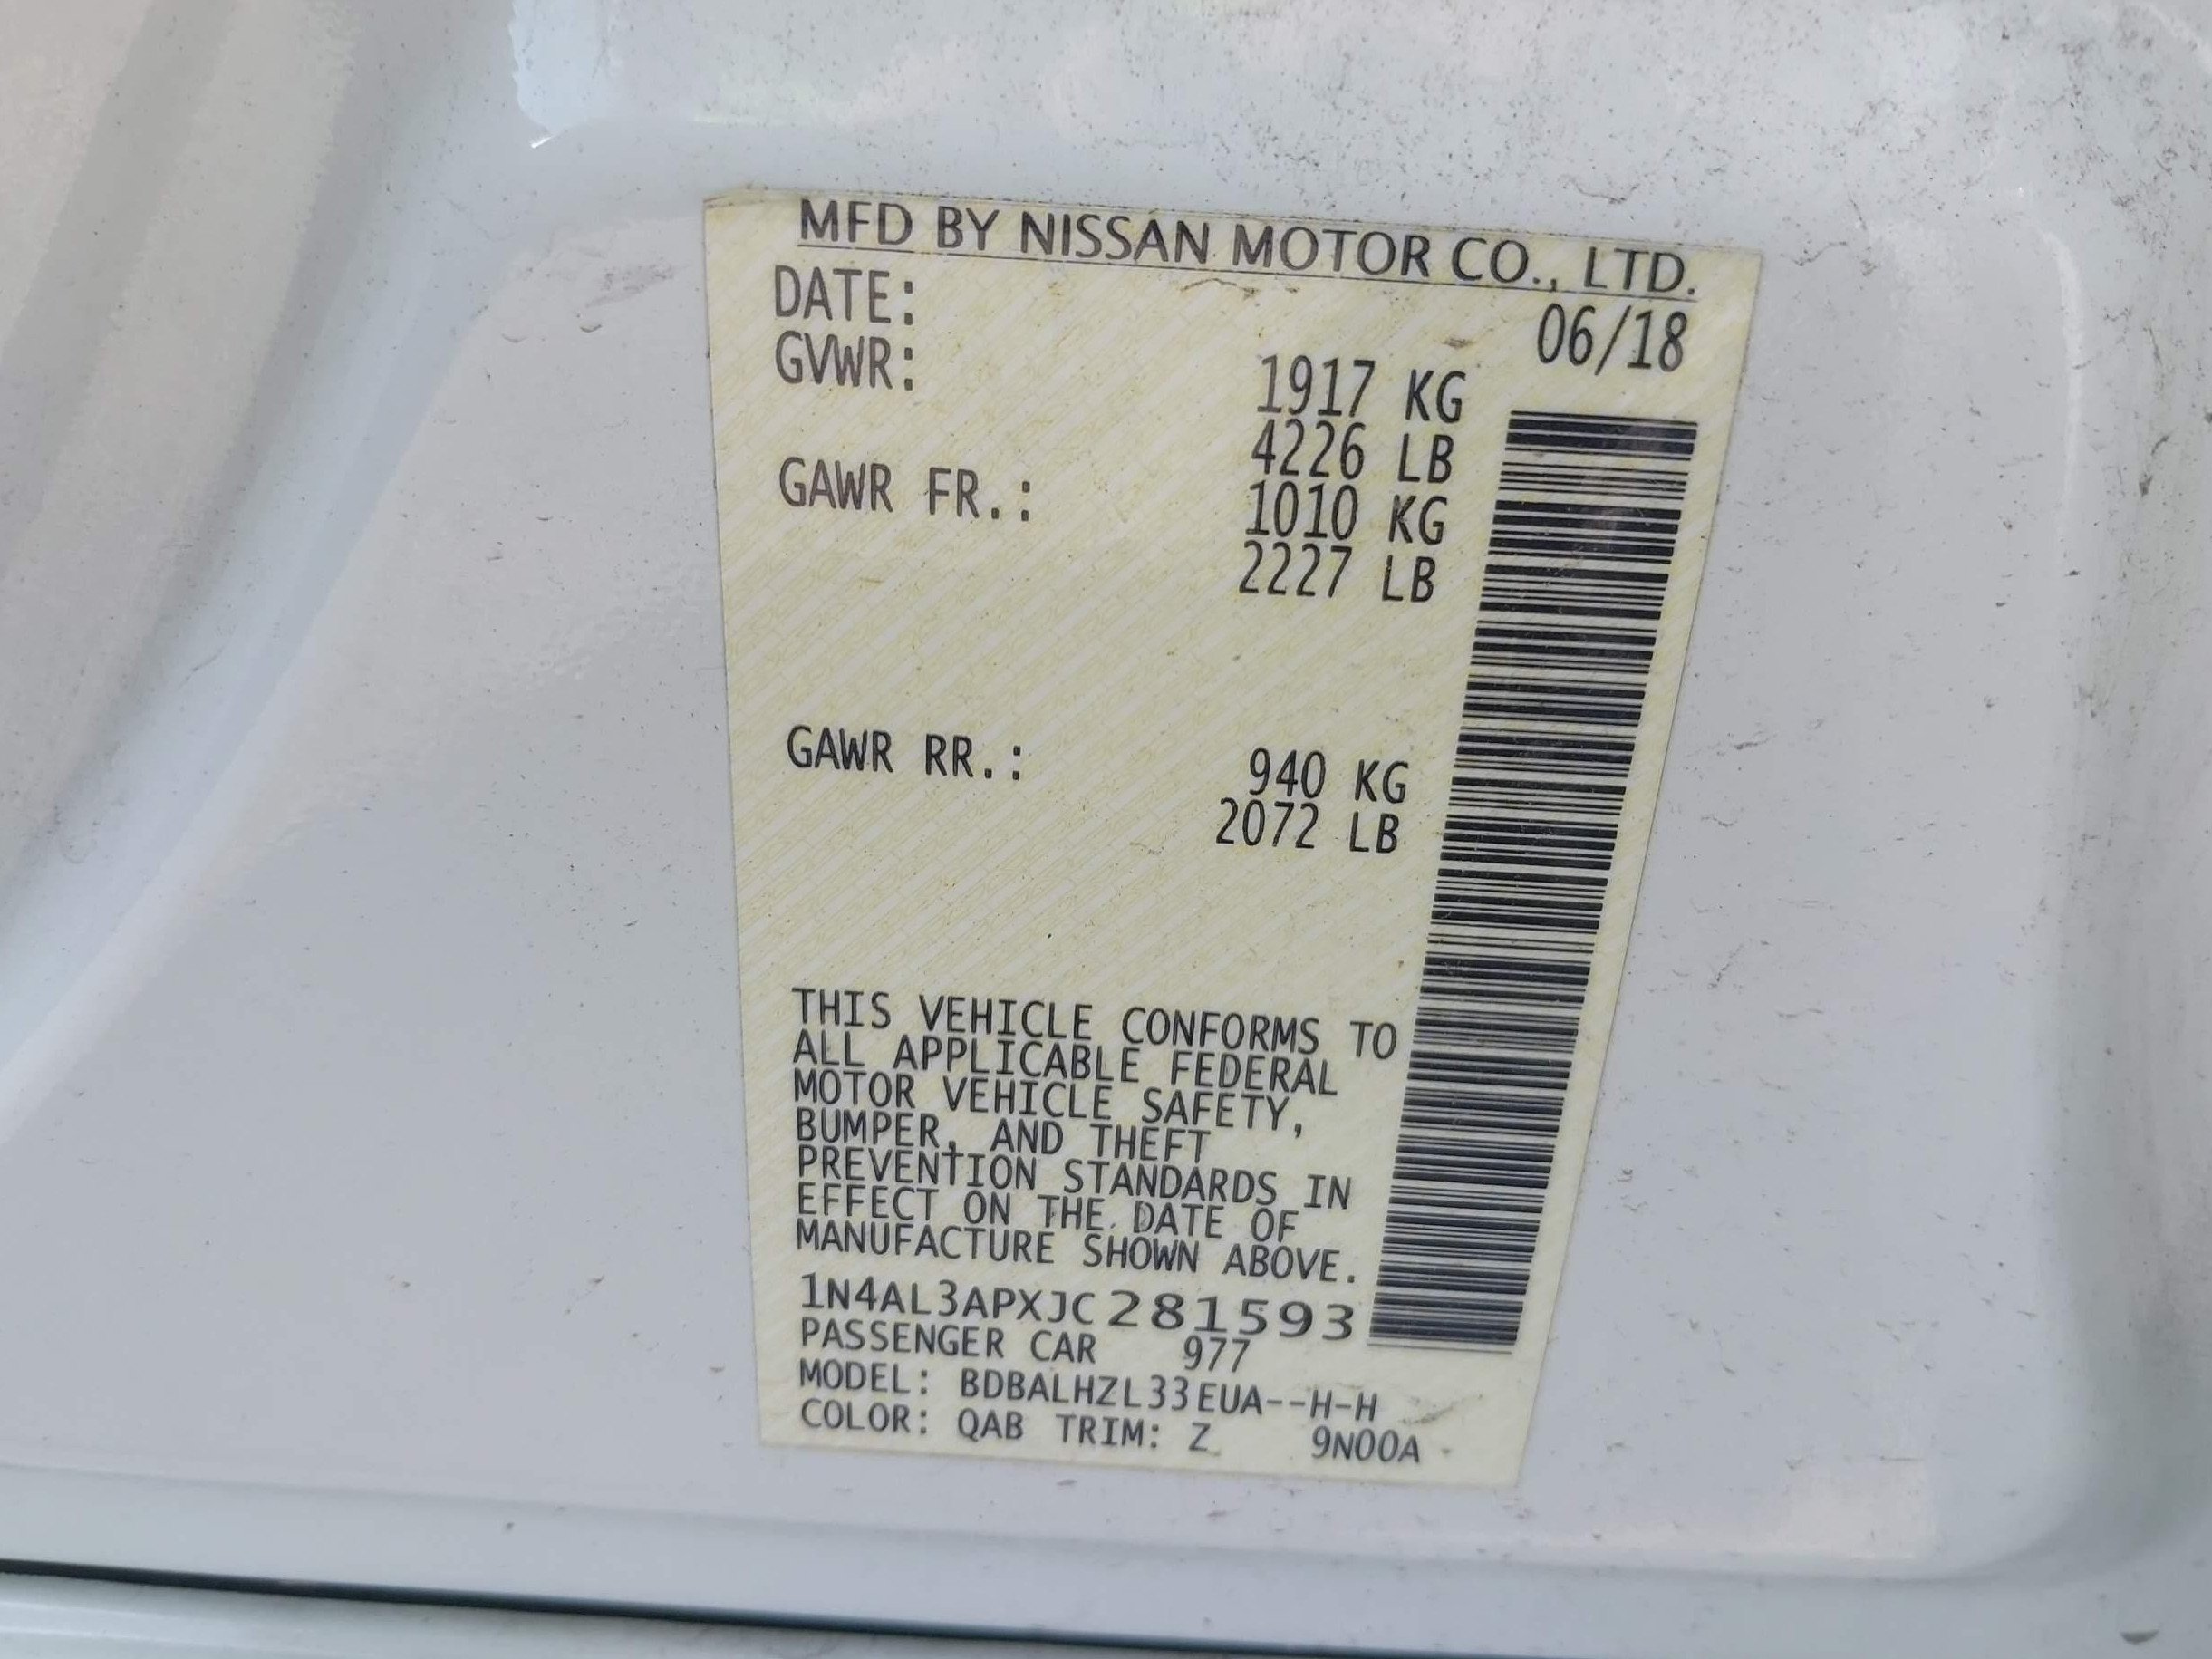 MFD BY NISSAN MOTOR CO., LTD.
DATE: 06/18
GVWR: 1917 KG
4226 LB
GAWR FR.: 1010 KG
2227 LB
GAWR RR.: 940 KG
2072 LB
THIS VEHICLE CONFORMS TO
ALL APPLICABLE FEDERAL
MOTOR VEHICLE SAFETY,
BUMPER, AND THEFT
PREVENTION STANDARDS IN
EFFECT ON THE DATE OF
MANUFACTURE SHOWN ABOVE.
1N4AL3APXJC281593
PASSENGER CAR 977
MODEL: BDBALHZL33EUA--H-H
COLOR: QAB TRIM: Z 9N00A